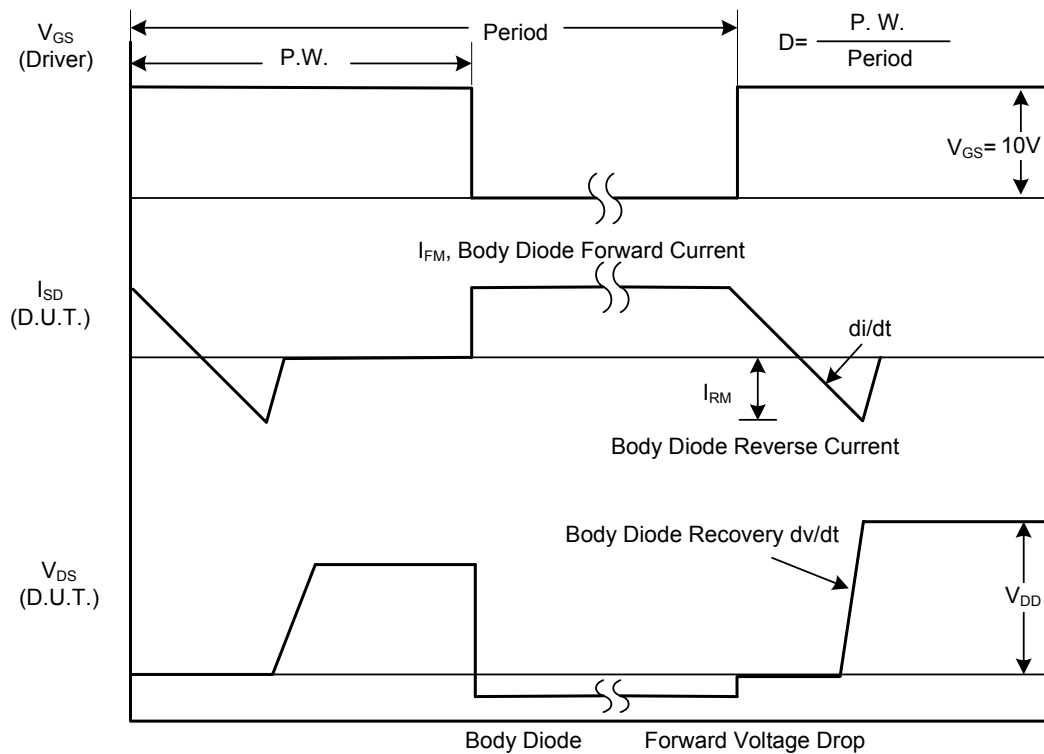 V_GS
(Driver)
Period
P.W.
D= P. W.
Period
V_GS= 10V
I_FM, Body Diode Forward Current
I_SD
(D.U.T.)
di/dt
I_RM
Body Diode Reverse Current
Body Diode Recovery dv/dt
V_DS
(D.U.T.)
V_DD
Body Diode Forward Voltage Drop